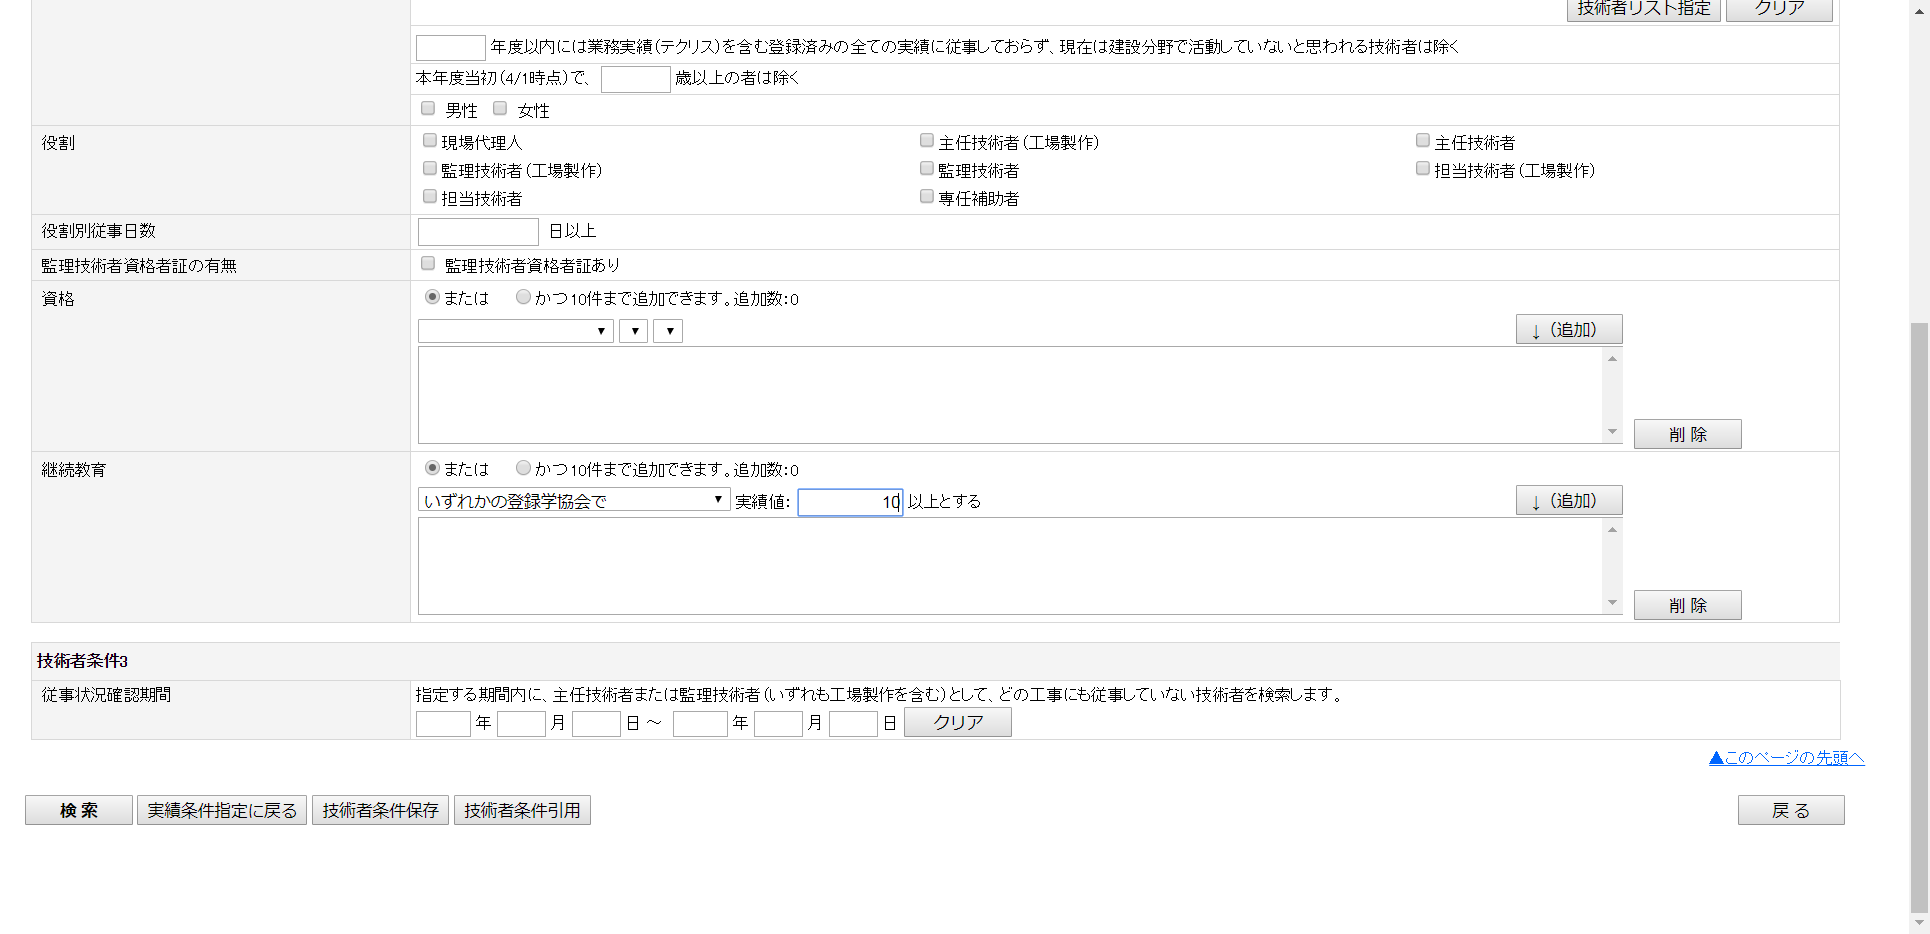 技術者リスト指定 クリア
年度以内には業務実績（テクリス）を含む登録済みの全ての実績に従事しておらず、現在は建設分野で活動していないと思われる技術者は除く
本年度当初（4/1時点）で、 歳以上の者は除く
男性 女性
役割
現場代理人 主任技術者（工場製作） 主任技術者
監理技術者（工場製作） 監理技術者 担当技術者（工場製作）
担当技術者 専任補助者
役割別従事日数 日以上
監理技術者資格者証の有無 監理技術者資格者証あり
資格 または かつ 10件まで追加できます。追加数：0
↓（追加）
削 除
継続教育 または かつ 10件まで追加できます。追加数：0
いずれかの登録学協会で 実績値： 10 以上とする ↓（追加）
削 除
技術者条件3
従事状況確認期間 指定する期間内に、主任技術者または監理技術者（いずれも工場製作を含む）として、どの工事にも従事していない技術者を検索します。
年 月 日 ～ 年 月 日 クリア
▲このページの先頭へ
検 索 実績条件指定に戻る 技術者条件保存 技術者条件引用 戻 る